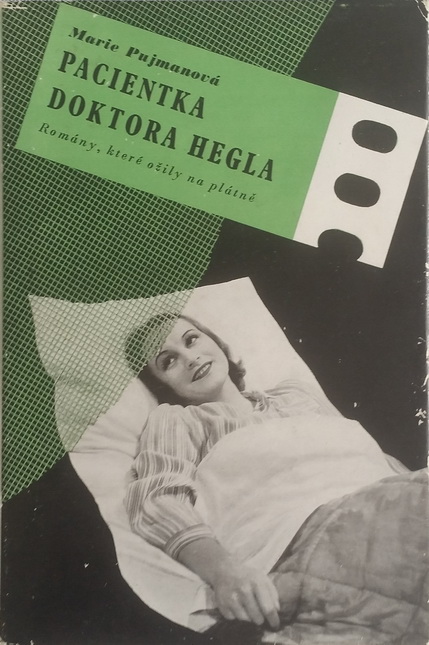 Marie Pujmanová
PACIENTKA
DOKTORA HEGLA
Romány, které ožily na plátně